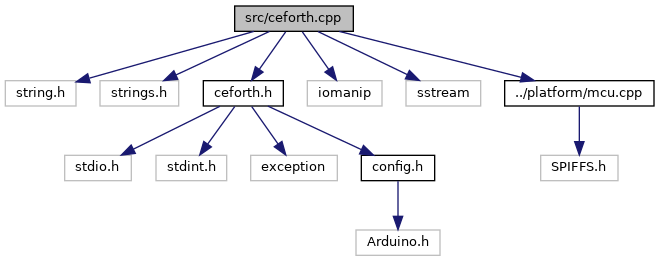 src/ceforth.cpp
string.h
strings.h
ceforth.h
iomanip
sstream
../platform/mcu.cpp
stdio.h
stdint.h
exception
config.h
SPIFFS.h
Arduino.h